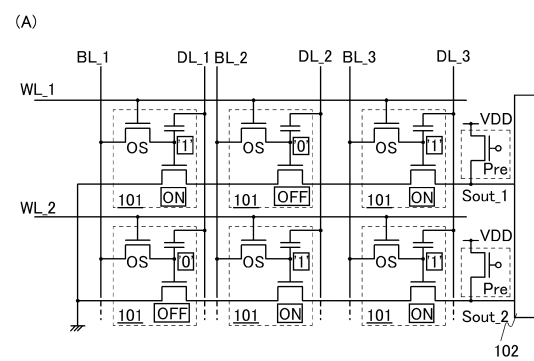 (A)
BL_1 DL_1 BL_2 DL_2 BL_3 DL_3
WL_1
VDD
OS '1' OS '0' OS '1'
Pre
101 ON 101 OFF 101 ON Sout_1
WL_2
VDD
OS '0' OS '1' OS '1'
Pre
101 OFF 101 ON 101 ON Sout_2
102